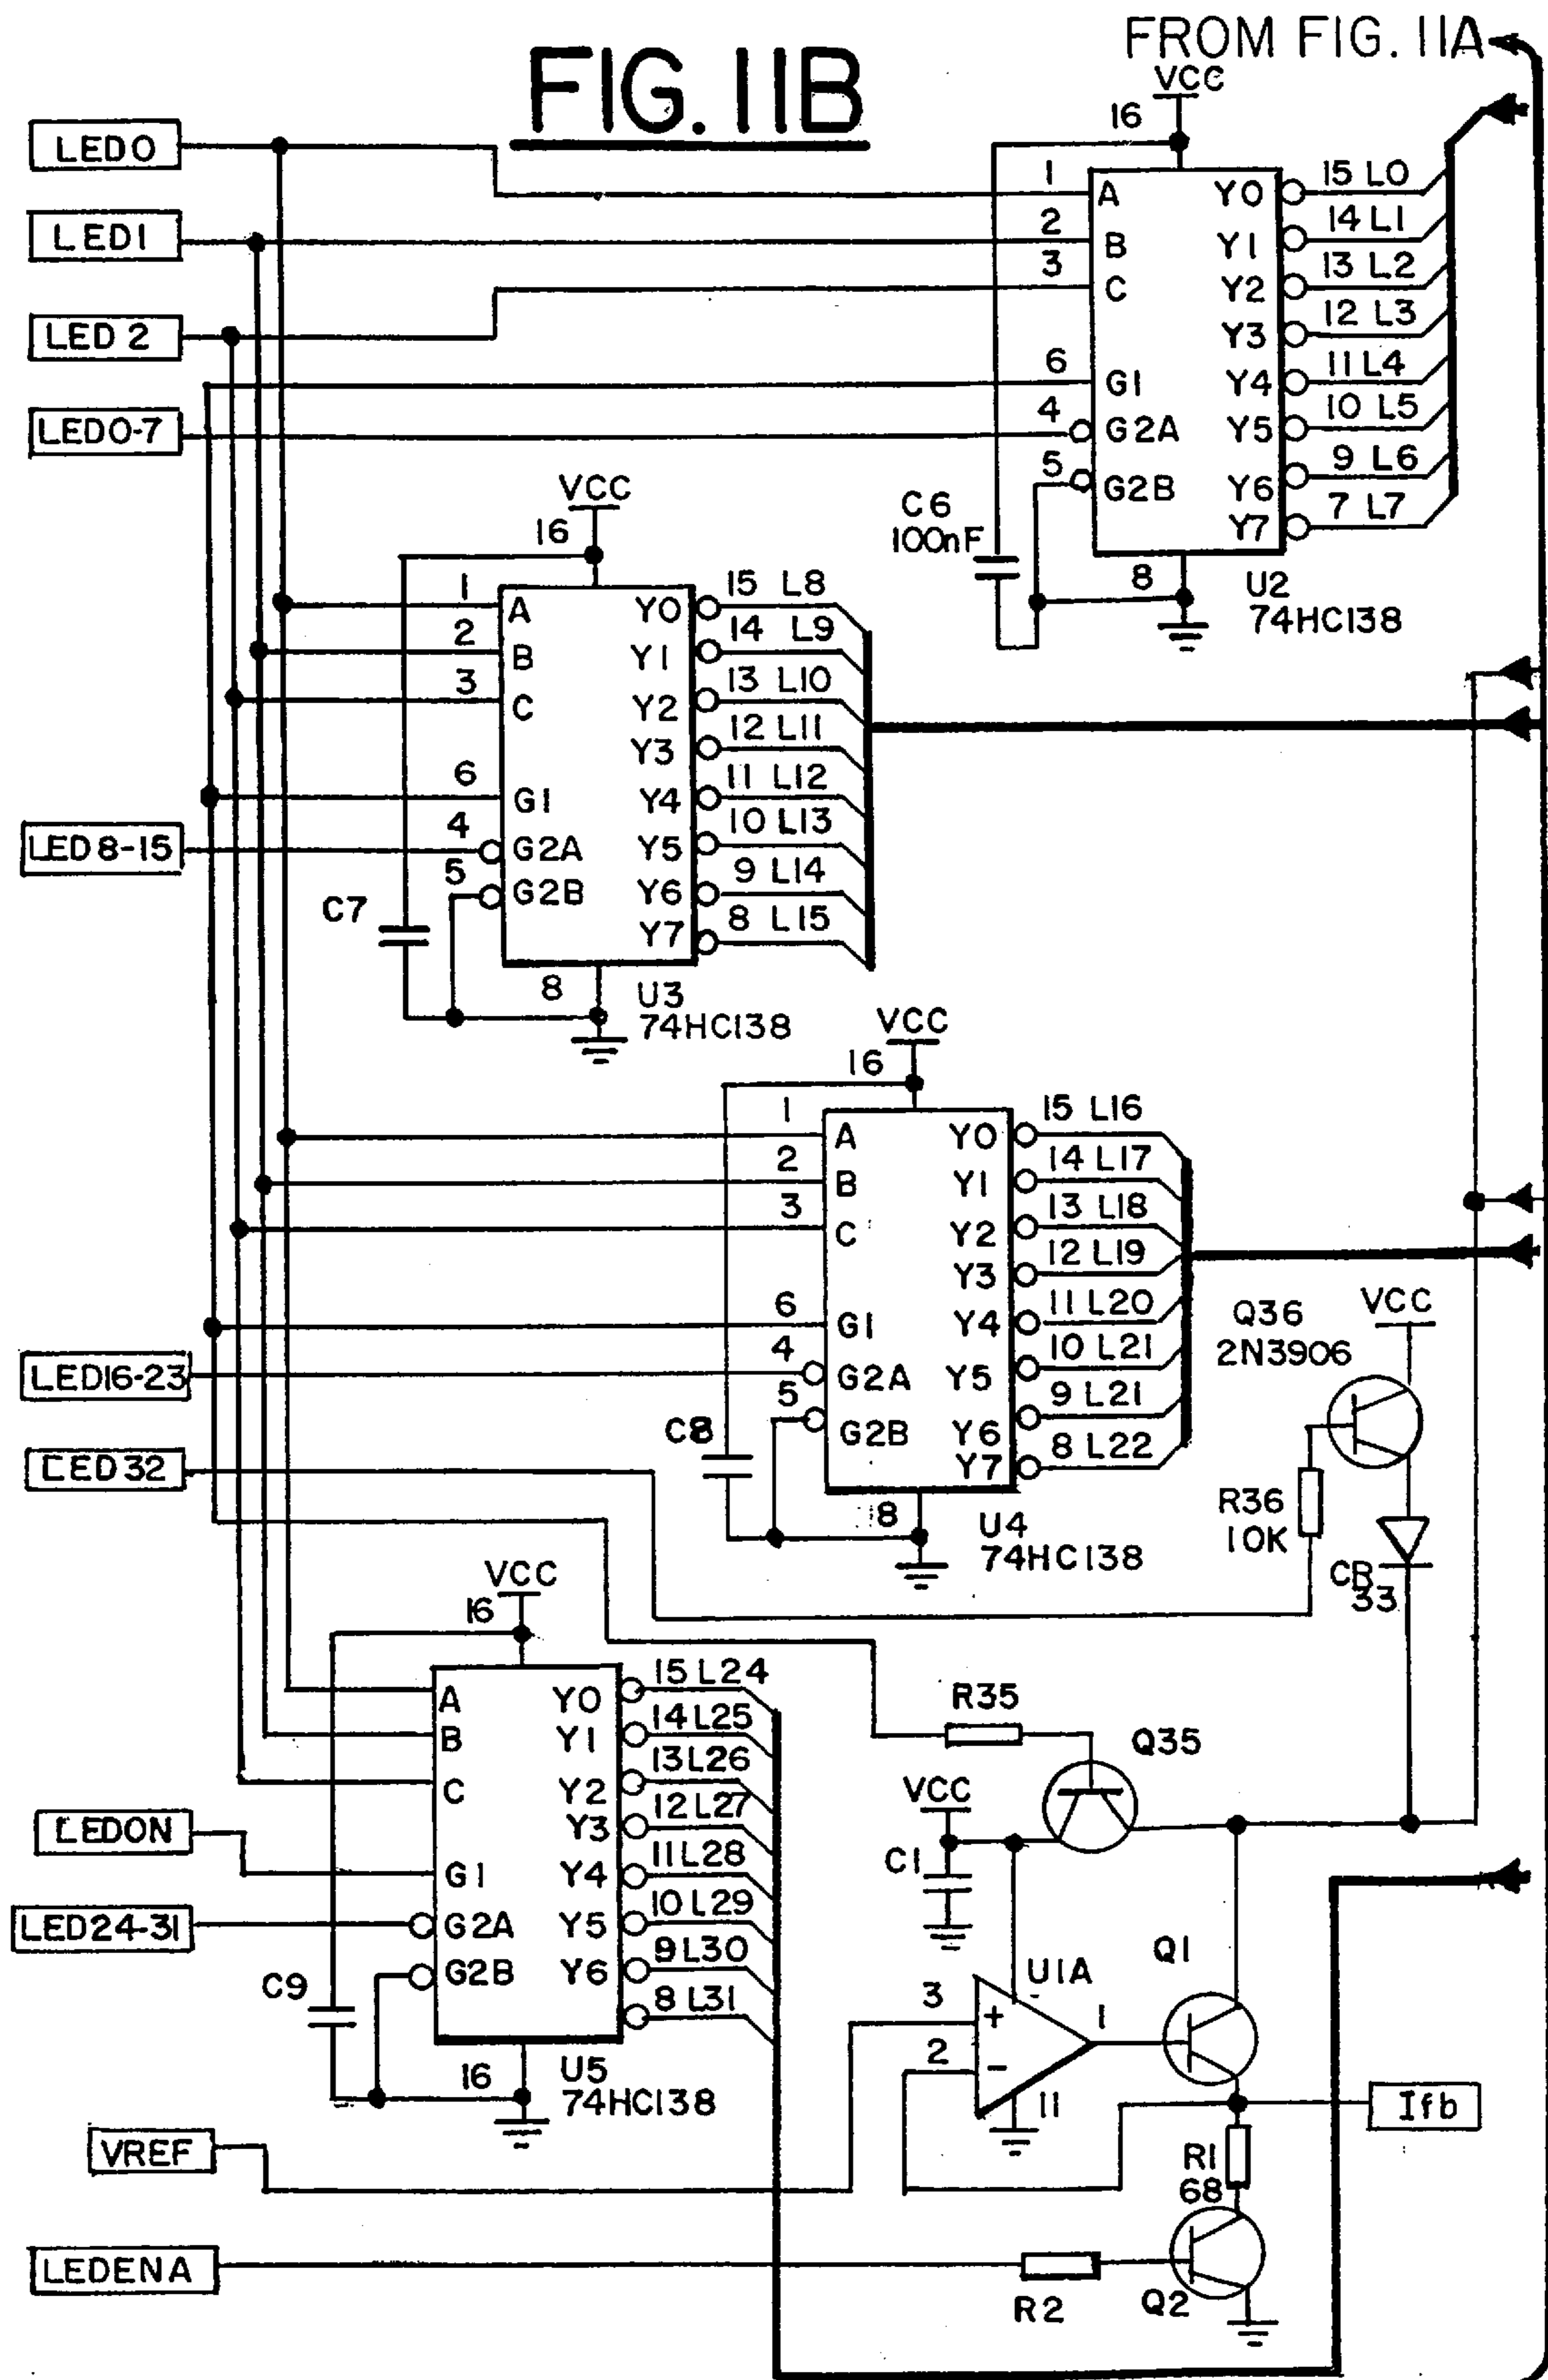 FROM FIG. 11A
FIG. 11B
VCC
16
LED0
1 A Y0 15 L0
LED1
2 B Y1 14 L1
3 C Y2 13 L2
LED 2
Y3 12 L3
6 G1 Y4 11 L4
LED0-7
4 G2A Y5 10 L5
5 G2B Y6 9 L6
Y7 7 L7
C6
100nF
8
U2
74HC138
VCC
16
1 A Y0 15 L8
2 B Y1 14 L9
3 C Y2 13 L10
Y3 12 L11
6 G1 Y4 11 L12
LED8-15
4 G2A Y5 10 L13
5 G2B Y6 9 L14
C7
Y7 8 L15
8
U3
74HC138
VCC
16
1 A Y0 15 L16
2 B Y1 14 L17
3 C Y2 13 L18
Y3 12 L19
6 G1 Y4 11 L20
LED16-23
4 G2A Y5 10 L21
5 G2B Y6 9 L21
C8
Y7 8 L22
8
U4
74HC138
Q36
2N3906
VCC
LED32
R36
10K
CB
33
VCC
16
A Y0 15 L24
B Y1 14 L25
C Y2 13 L26
Y3 12 L27
LEDON
G1 Y4 11 L28
LED24-31
G2A Y5 10 L29
G2B Y6 9 L30
C9
8 L31
16
U5
74HC138
R35
Q35
VCC
C1
Q1
U1A
3 + 1
2 -
11
Ifb
VREF
R1
68
LEDENA
R2
Q2